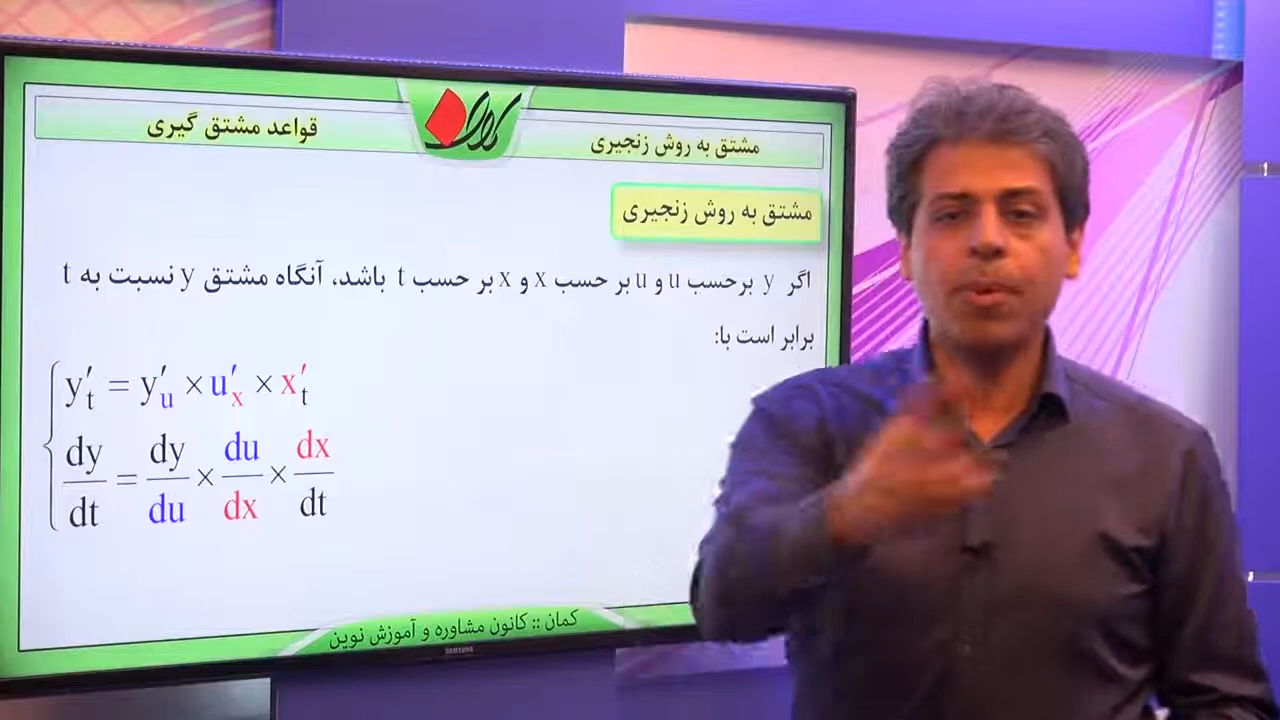 مشتق به روش زنجیری
قواعد مشتق گیری
کمان
مشتق به روش زنجیری
اگر y برحسب u و u بر حسب x و x بر حسب t باشد، آنگاه مشتق y نسبت به t
برابر است با:
y′t = y′u × u′x × x′t
dy/dt = dy/du × du/dx × dx/dt
کمان :: کانون مشاوره و آموزش نوین
SAMSUNG